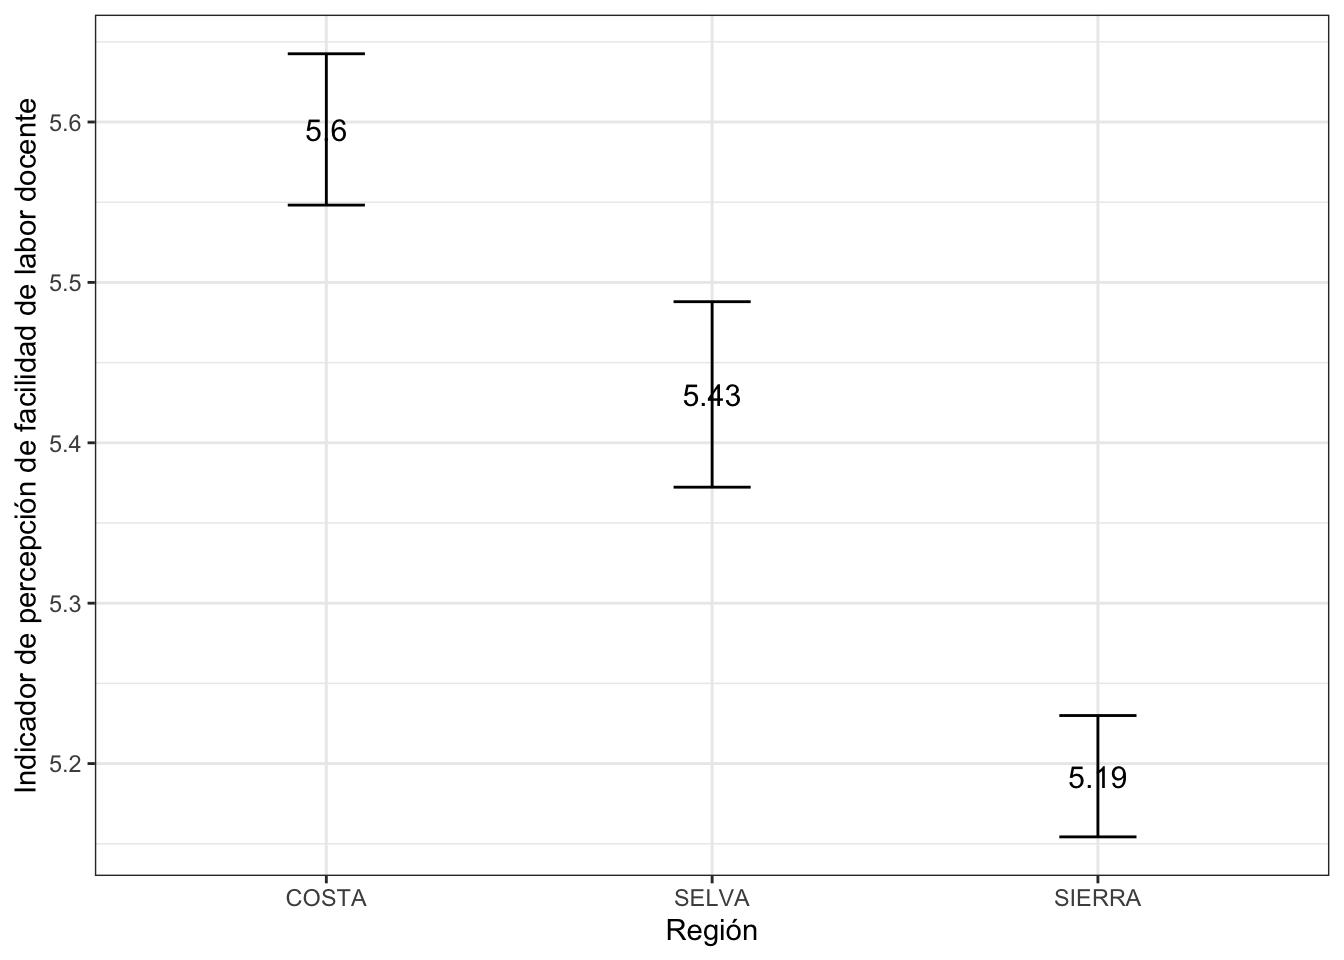 Indicador de percepción de facilidad de labor docente
5.6
5.5
5.4
5.3
5.2
5.6
5.43
5.19
COSTA
SELVA
SIERRA
Región